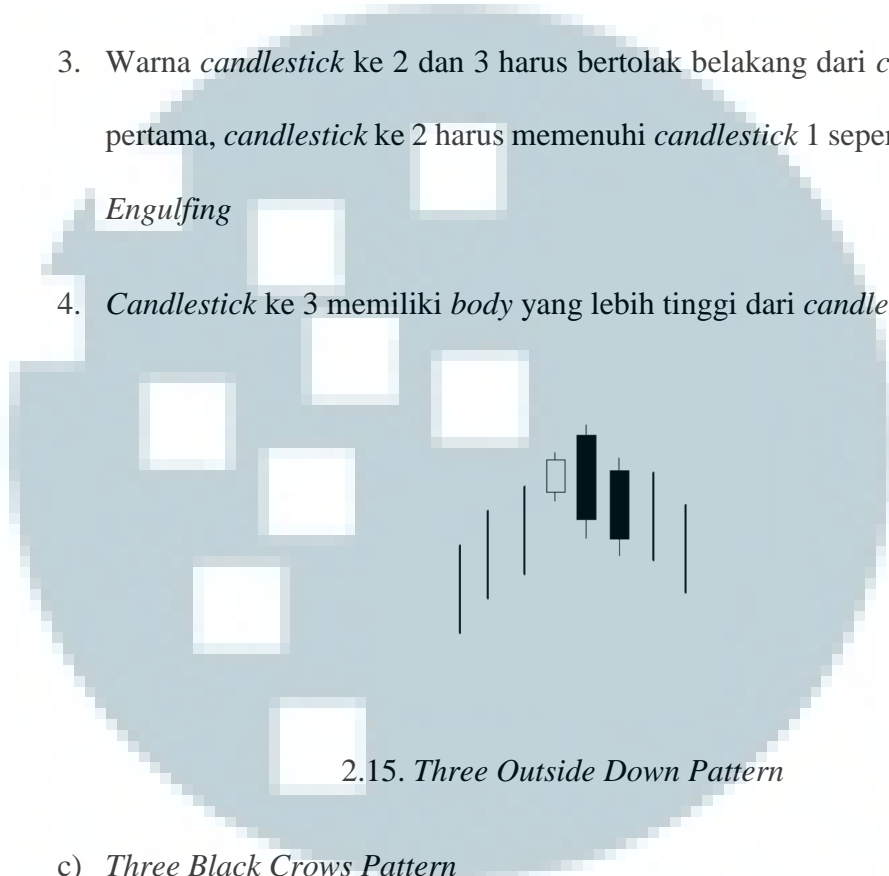 3. Warna candlestick ke 2 dan 3 harus bertolak belakang dari
pertama, candlestick ke 2 harus memenuhi candlestick 1
Engulfing
4. Candlestick ke 3 memiliki body yang lebih tinggi dari
2.15. Three Outside Down Pattern
c) Three Black Crows Pattern